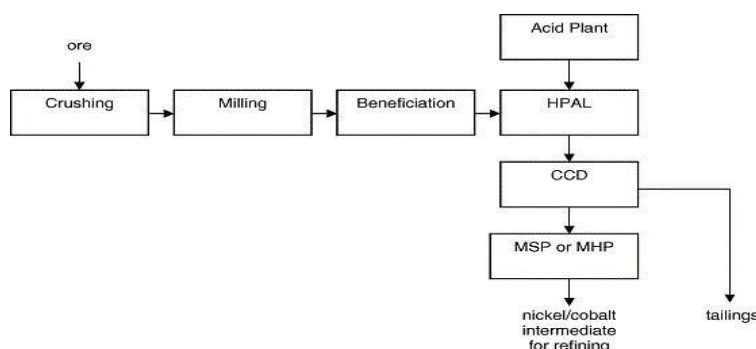 Acid Plant
ore
Crushing
Milling
Beneficiation
HPAL
CCD
MSP or MHP
nickel/cobalt
intermediate
for refining
tailings